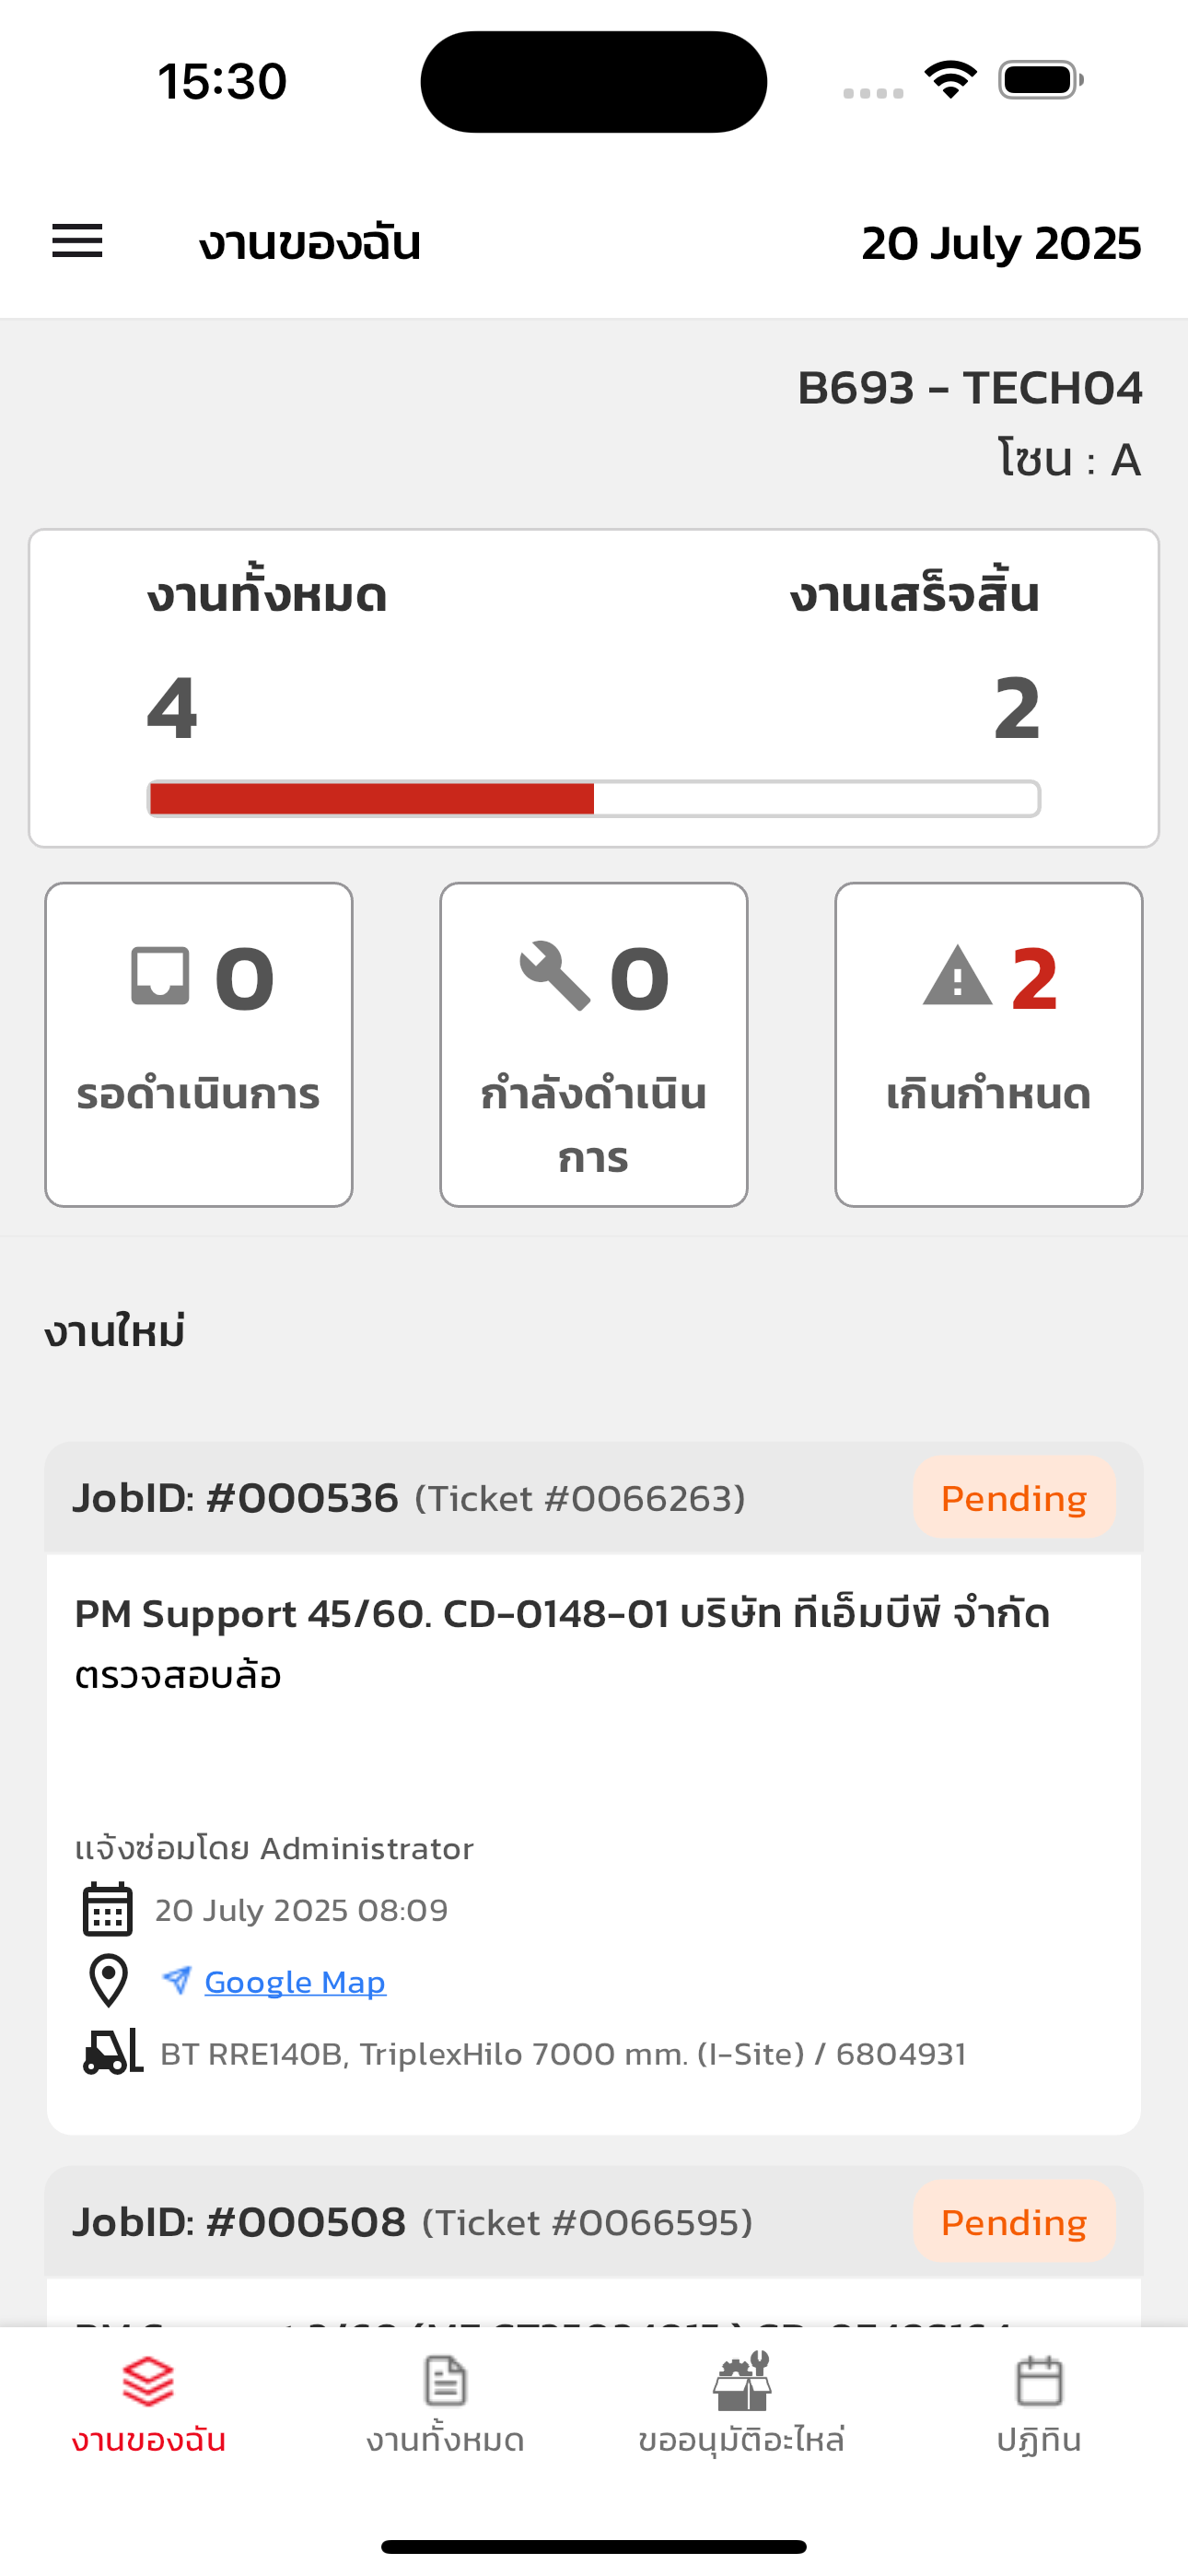 15:30
งานของฉัน
20 July 2025
B693 - TECH04
โซน : A
งานทั้งหมด
งานเสร็จสิ้น
4
2
0
รอดำเนินการ
0
กำลังดำเนิน
การ
2
เกินกำหนด
งานใหม่
JobID: #000536 (Ticket #0066263)
Pending
PM Support 45/60. CD-0148-01 บริษัท ทีเอ็มบีพี จำกัด
ตรวจสอบล้อ
แจ้งซ่อมโดย Administrator
20 July 2025 08:09
Google Map
BT RRE140B, TriplexHilo 7000 mm. (I-Site) / 6804931
JobID: #000508 (Ticket #0066595)
Pending
งานของฉัน
งานทั้งหมด
ขออนุมัติอะไหล่
ปฏิทิน